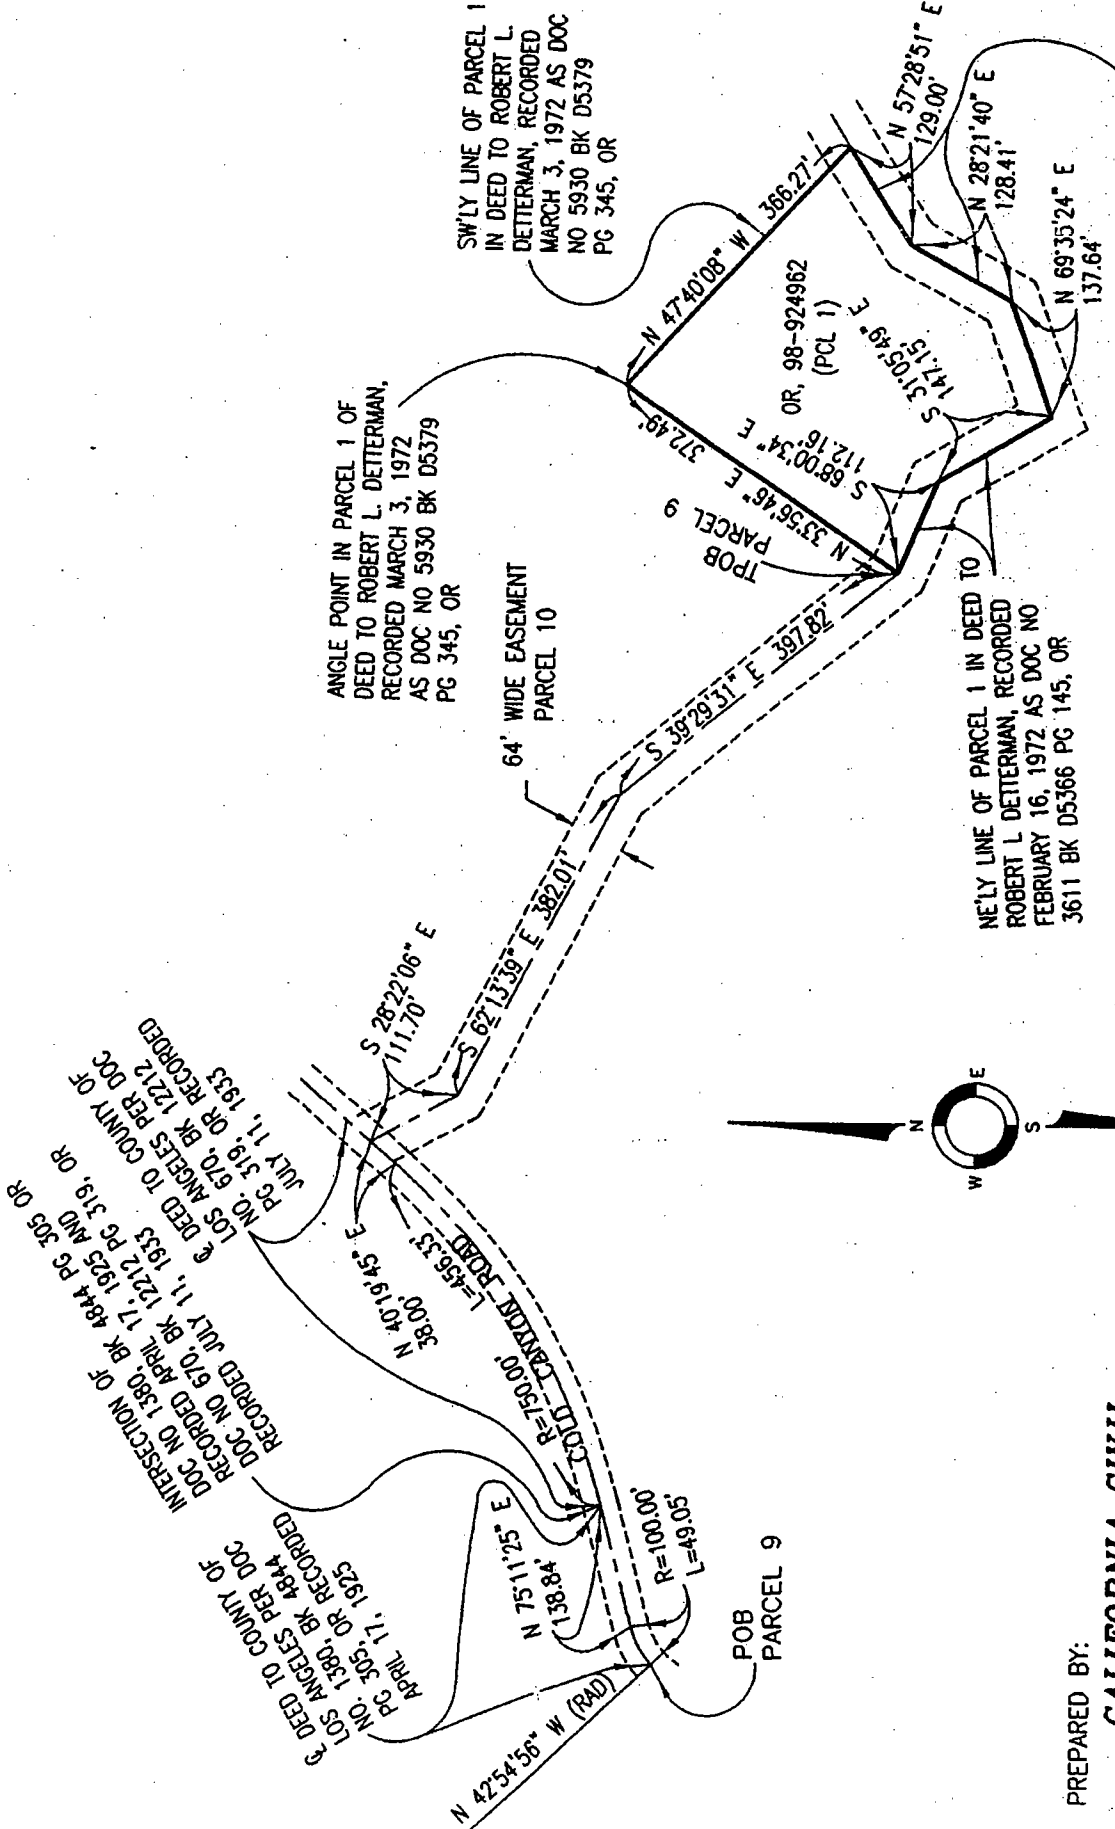 SW'LY LINE OF PARCEL 1
IN DEED TO ROBERT L.
DETTERMAN, RECORDED
MARCH 3, 1972 AS DOC
NO 5930 BK D5379
PG 345, OR
ANGLE POINT IN PARCEL 1 OF
DEED TO ROBERT L. DETTERMAN,
RECORDED MARCH 3, 1972
AS DOC NO 5930 BK D5379
PG 345, OR
64' WIDE EASEMENT
PARCEL 10
N 57°28'51" E
129.00'
N 28°21'40" E
128.41'
N 69°35'24" E
137.64'
N 47°40'08" W 366.27'
372.49'
N 33°56'46" E
OR, 98-924962
(PCL 1)
S 31°05'49" E
147.15'
S 68°00'34" E
112.16'
TPOB
PARCEL 9
S 39°29'31" E 397.82'
S 62°13'39" E 382.01'
S 28°22'06" E
111.70'
NE'LY LINE OF PARCEL 1 IN DEED TO
ROBERT L DETTERMAN, RECORDED
FEBRUARY 16, 1972 AS DOC NO
3611 BK D5366 PG 145, OR
℄ DEED TO COUNTY OF
LOS ANGELES PER DOC
NO. 670, BK 12212
PG 319, OR RECORDED
JULY 11, 1933
INTERSECTION OF BK 4844 PG 305 OR
DOC NO 1380, BK 4844 PG 305 OR
RECORDED APRIL 17, 1925 AND
DOC NO 670, BK 12212 PG 319, OR
RECORDED JULY 11, 1933
N 40°19'45" E
38.00'
L=456.33'
R=750.00'
COLD CANYON ROAD
℄ DEED TO COUNTY OF
LOS ANGELES PER DOC
NO. 1380, BK 4844
PG 305, OR RECORDED
APRIL 17, 1925
N 75°11'25" E
138.84'
R=100.00'
L=49.05'
N 42°54'56" W (RAD)
POB
PARCEL 9
N
E
S
W
PREPARED BY: